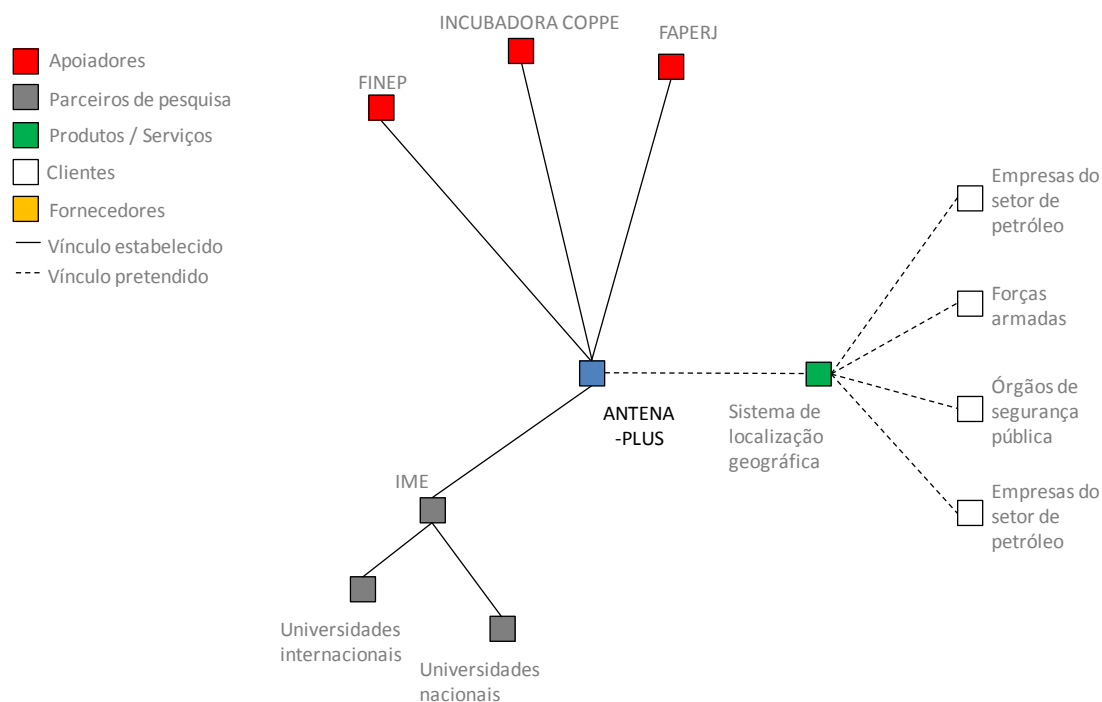 INCUBADORA COPPE
FAPERJ
FINEP
Apoiadores
Parceiros de pesquisa
Produtos / Serviços
Clientes
Fornecedores
Vínculo estabelecido
Vínculo pretendido
Empresas do
setor de
petróleo
Forças
armadas
Órgãos de
segurança
pública
Empresas do
setor de
petróleo
ANTENA
-PLUS
Sistema de
localização
geográfica
IME
Universidades
internacionais
Universidades
nacionais